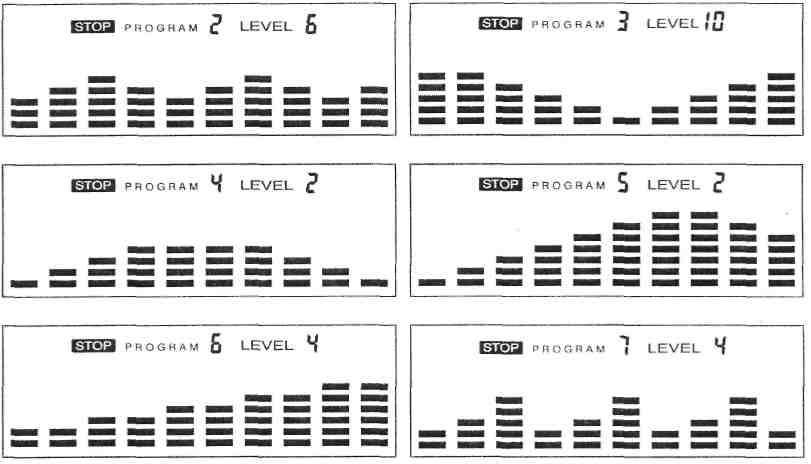 STOP PROGRAM 2 LEVEL 6
STOP PROGRAM 3 LEVEL 10
STOP PROGRAM 4 LEVEL 2
STOP PROGRAM 5 LEVEL 2
STOP PROGRAM 6 LEVEL 4
STOP PROGRAM 7 LEVEL 4